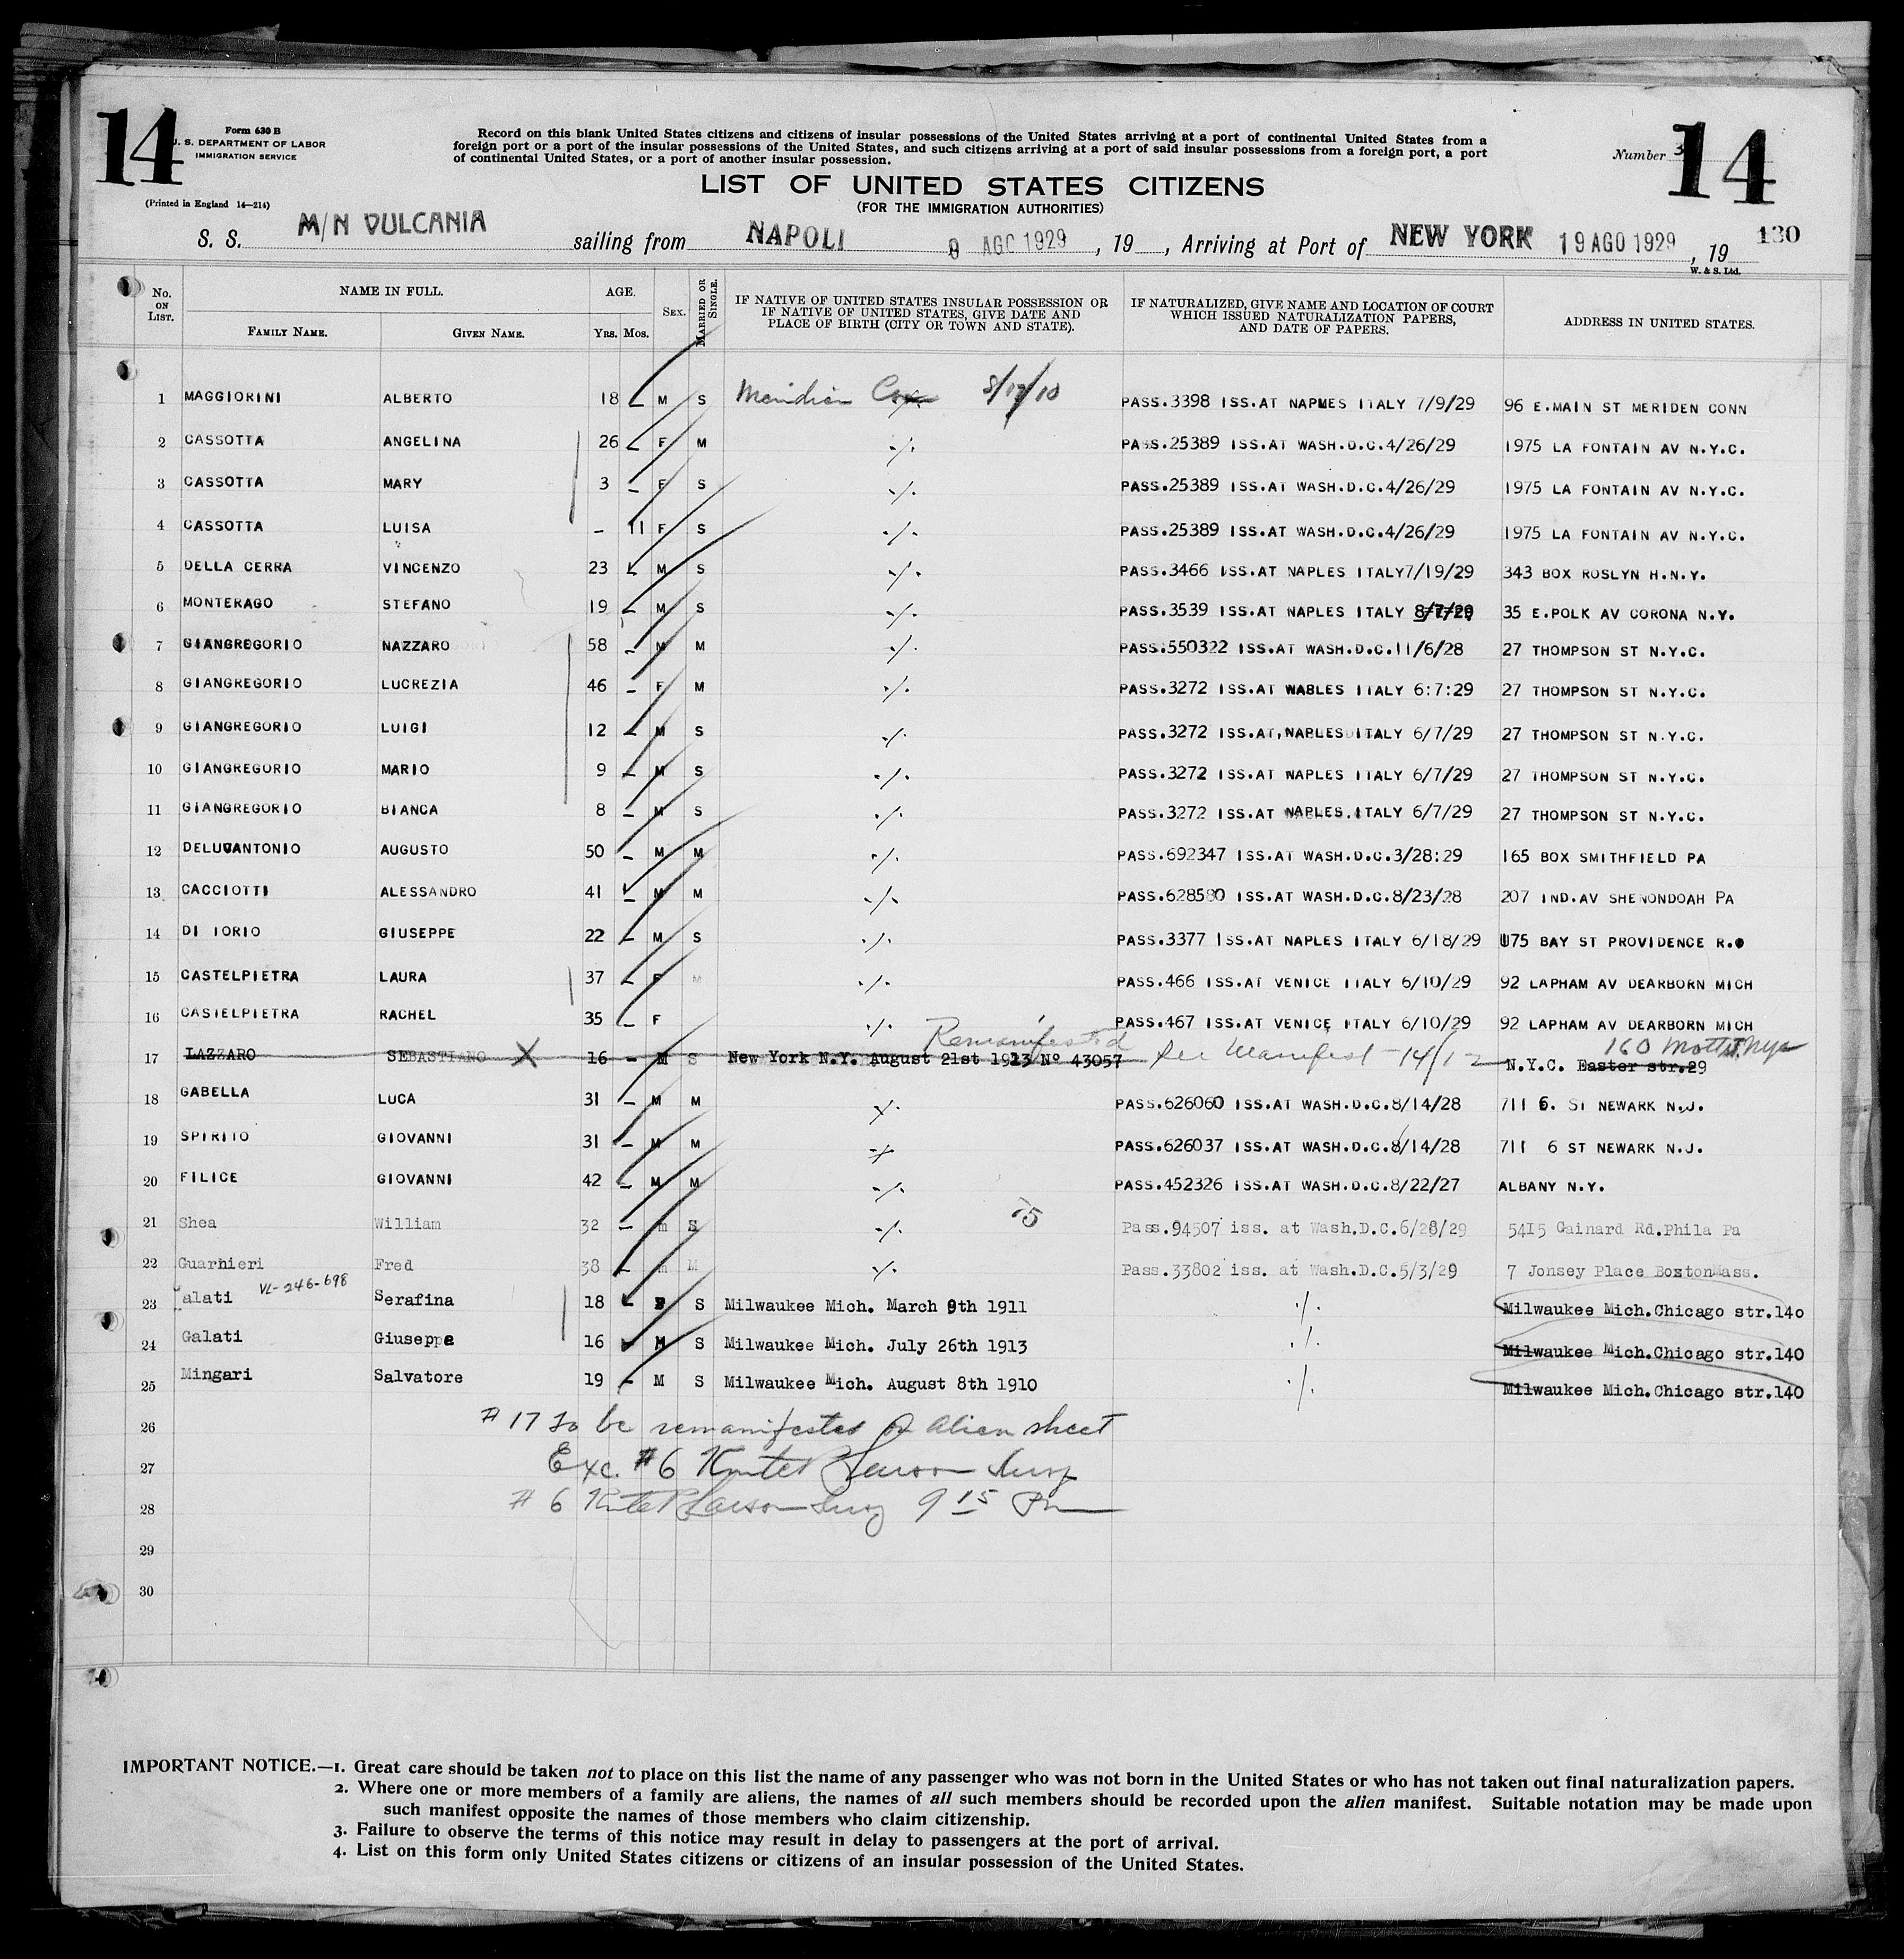 14
Form 630 B
U. S. DEPARTMENT OF LABOR
IMMIGRATION SERVICE
(Printed in England 14—214)
Record on this blank United States citizens and citizens of insular possessions of the United States arriving at a port of continental United States from a
foreign port or a port of the insular possessions of the United States, and such citizens arriving at a port of said insular possessions from a foreign port, a port
of continental United States, or a port of another insular possession.
Number 3
14
LIST OF UNITED STATES CITIZENS
(FOR THE IMMIGRATION AUTHORITIES)
S. S. M/N VULCANIA sailing from NAPOLI 9 AGO 1929, 19 , Arriving at Port of NEW YORK 19 AGO 1929, 19 130
W. & S. Ltd.
No. ON LIST. NAME IN FULL. FAMILY NAME. GIVEN NAME. AGE. YRS. MOS. SEX. MARRIED OR SINGLE. IF NATIVE OF UNITED STATES INSULAR POSSESSION OR IF NATIVE OF UNITED STATES, GIVE DATE AND PLACE OF BIRTH (CITY OR TOWN AND STATE). IF NATURALIZED, GIVE NAME AND LOCATION OF COURT WHICH ISSUED NATURALIZATION PAPERS, AND DATE OF PAPERS. ADDRESS IN UNITED STATES.
1 MAGGIORINI ALBERTO 18 - M S Meridian 8/17/10 PASS.3398 ISS.AT NAPLES ITALY 7/9/29 96 E.MAIN ST MERIDEN CONN
2 CASSOTTA ANGELINA 26 - F M ./. PASS.25389 ISS.AT WASH.D.C.4/26/29 1975 LA FONTAIN AV N.Y.C.
3 CASSOTTA MARY 3 - F S ./. PASS.25389 ISS.AT WASH.D.C.4/26/29 1975 LA FONTAIN AV N.Y.C.
4 CASSOTTA LUISA - 11 F S ./. PASS.25389 ISS.AT WASH.D.C.4/26/29 1975 LA FONTAIN AV N.Y.C.
5 DELLA CERRA VINCENZO 23 - M S ./. PASS.3466 ISS.AT NAPLES ITALY7/19/29 343 BOX ROSLYN H.N.Y.
6 MONTERAGO STEFANO 19 - M S ./. PASS.3539 ISS.AT NAPLES ITALY 8/7/29 35 E.POLK AV CORONA N.Y.
7 GIANGREGORIO NAZZARO 58 - M M ./. PASS.550322 ISS.AT WASH.D.C.11/6/28 27 THOMPSON ST N.Y.C.
8 GIANGREGORIO LUCREZIA 46 - F M ./. PASS.3272 ISS.AT NABLES ITALY 6:7:29 27 THOMPSON ST N.Y.C.
9 GIANGREGORIO LUIGI 12 - M S ./. PASS.3272 ISS.AT,NAPLES ITALY 6/7/29 27 THOMPSON ST N.Y.C.
10 GIANGREGORIO MARIO 9 - M S ./. PASS.3272 ISS.AT NAPLES ITALY 6/7/29 27 THOMPSON ST N.Y.C.
11 GIANGREGORIO BIANCA 8 - M S ./. PASS.3272 ISS.AT NAPLES.ITALY 6/7/29 27 THOMPSON ST N.Y.C.
12 DELUCANTONIO AUGUSTO 50 - M M ./. PASS.692347 ISS.AT WASH.D.C.3/28:29 165 BOX SMITHFIELD PA
13 CACCIOTTI ALESSANDRO 41 - M M ./. PASS.628580 ISS.AT WASH.D.C.8/23/28 207 IND.AV SHENONDOAH PA
14 DI IORIO GIUSEPPE 22 - M S ./. PASS.3377 ISS.AT NAPLES ITALY 6/18/29 175 BAY ST PROVIDENCE R.
15 CASTELPIETRA LAURA 37 - F M ./. PASS.466 ISS.AT VENICE ITALY 6/10/29 92 LAPHAM AV DEARBORN MICH
16 CASTELPIETRA RACHEL 35 - F ./. PASS.467 ISS.AT VENICE ITALY 6/10/29 92 LAPHAM AV DEARBORN MICH
Remanifested 160 Mott St. Nyc
17 LAZZARO SEBASTIANO X 16 - M S New York N.Y. August 21st 1913/Nº 43057 See Manifest 14/12 N.Y.C. Easter str.29
18 GABELLA LUCA 31 - M M ./. PASS.626060 ISS.AT WASH.D.C.8/14/28 711 6. ST NEWARK N.J.
19 SPIRITO GIOVANNI 31 - M M ./. PASS.626037 ISS.AT WASH.D.C.8/14/28 711 6 ST NEWARK N.J.
20 FILICE GIOVANNI 42 - M M ./. PASS.452326 ISS.AT WASH.D.C.8/22/27 ALBANY N.Y.
21 Shea William 32 - m S ./. 75 Pass.94507 iss. at Wash.D.C.6/28/29 5415 Gainard Rd.Phila Pa
22 Guarhieri Fred 38 - m M ./. Pass.33802 iss. at Wash.D.C.5/3/29 7 Jonsey Place Boxton Mass.
VL-246-698
23 Galati Serafina 18 - S Milwaukee Mich. March 9th 1911 ./. Milwaukee Mich.Chicago str.140
24 Galati Giuseppe 16 - M S Milwaukee Mich. July 26th 1913 ./. Milwaukee Mich.Chicago str.140
25 Mingari Salvatore 19 - M S Milwaukee Mich. August 8th 1910 ./. Milwaukee Mich.Chicago str.140
26 # 17 to be remanifested on alien sheet
27 Exc. #6 Larson Surg
28 # 6 Larson Surg 9 15 Pm
29
30
IMPORTANT NOTICE.—1. Great care should be taken not to place on this list the name of any passenger who was not born in the United States or who has not taken out final naturalization papers.
2. Where one or more members of a family are aliens, the names of all such members should be recorded upon the alien manifest. Suitable notation may be made upon
such manifest opposite the names of those members who claim citizenship.
3. Failure to observe the terms of this notice may result in delay to passengers at the port of arrival.
4. List on this form only United States citizens or citizens of an insular possession of the United States.